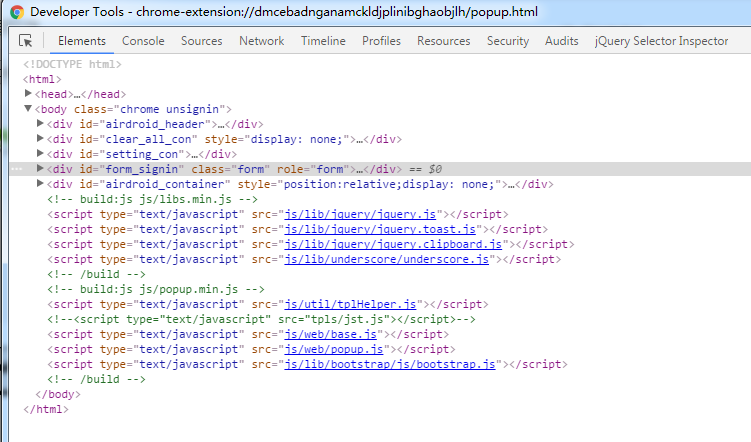 Developer Tools - chrome-extension://dmcebadnganamckldjplinibghaobjlh/popup.html
Elements Console Sources Network Timeline Profiles Resources Security Audits jQuery Selector Inspector
<!DOCTYPE html>
<html>
▶<head>…</head>
▼<body class="chrome unsignin">
▶<div id="airdroid_header">…</div>
▶<div id="clear_all_con" style="display: none;">…</div>
▶<div id="setting_con">…</div>
… ▶<div id="form_signin" class="form" role="form">…</div> == $0
▶<div id="airdroid_container" style="position:relative;display: none;">…</div>
<!-- build:js js/libs.min.js -->
<script type="text/javascript" src="js/lib/jquery/jquery.js"></script>
<script type="text/javascript" src="js/lib/jquery/jquery.toast.js"></script>
<script type="text/javascript" src="js/lib/jquery/jquery.clipboard.js"></script>
<script type="text/javascript" src="js/lib/underscore/underscore.js"></script>
<!-- /build -->
<!-- build:js js/popup.min.js -->
<script type="text/javascript" src="js/util/tplHelper.js"></script>
<!--<script type="text/javascript" src="tpls/jst.js"></script>-->
<script type="text/javascript" src="js/web/base.js"></script>
<script type="text/javascript" src="js/web/popup.js"></script>
<script type="text/javascript" src="js/lib/bootstrap/js/bootstrap.js"></script>
<!-- /build -->
</body>
</html>